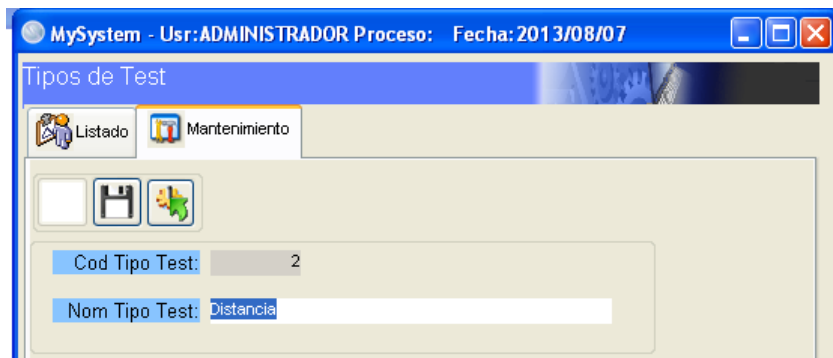 MySystem - Usr:ADMINISTRADOR Proceso: Fecha:2013/08/07
Tipos de Test
Listado Mantenimiento
Cod Tipo Test: 2
Nom Tipo Test: Distancia